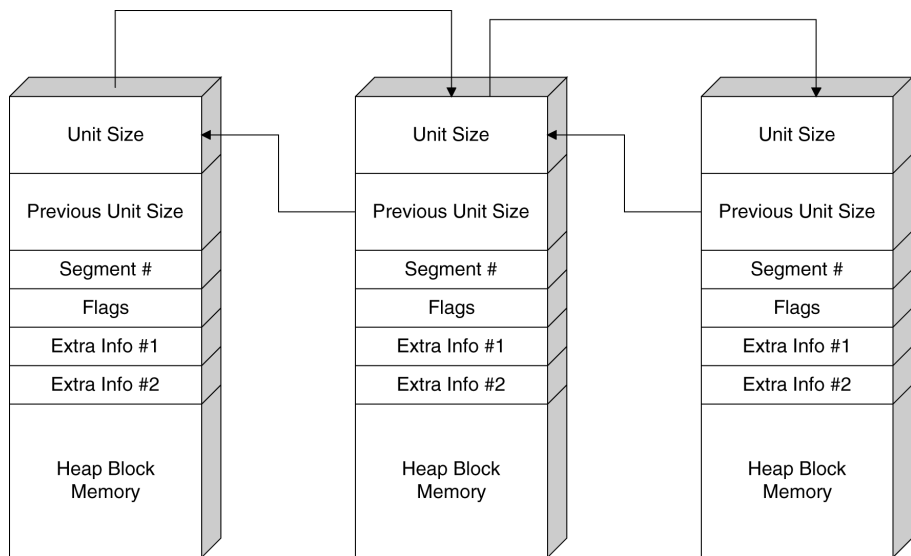 Unit Size
Previous Unit Size
Segment #
Flags
Extra Info #1
Extra Info #2
Heap Block
Memory
Unit Size
Previous Unit Size
Segment #
Flags
Extra Info #1
Extra Info #2
Heap Block
Memory
Unit Size
Previous Unit Size
Segment #
Flags
Extra Info #1
Extra Info #2
Heap Block
Memory